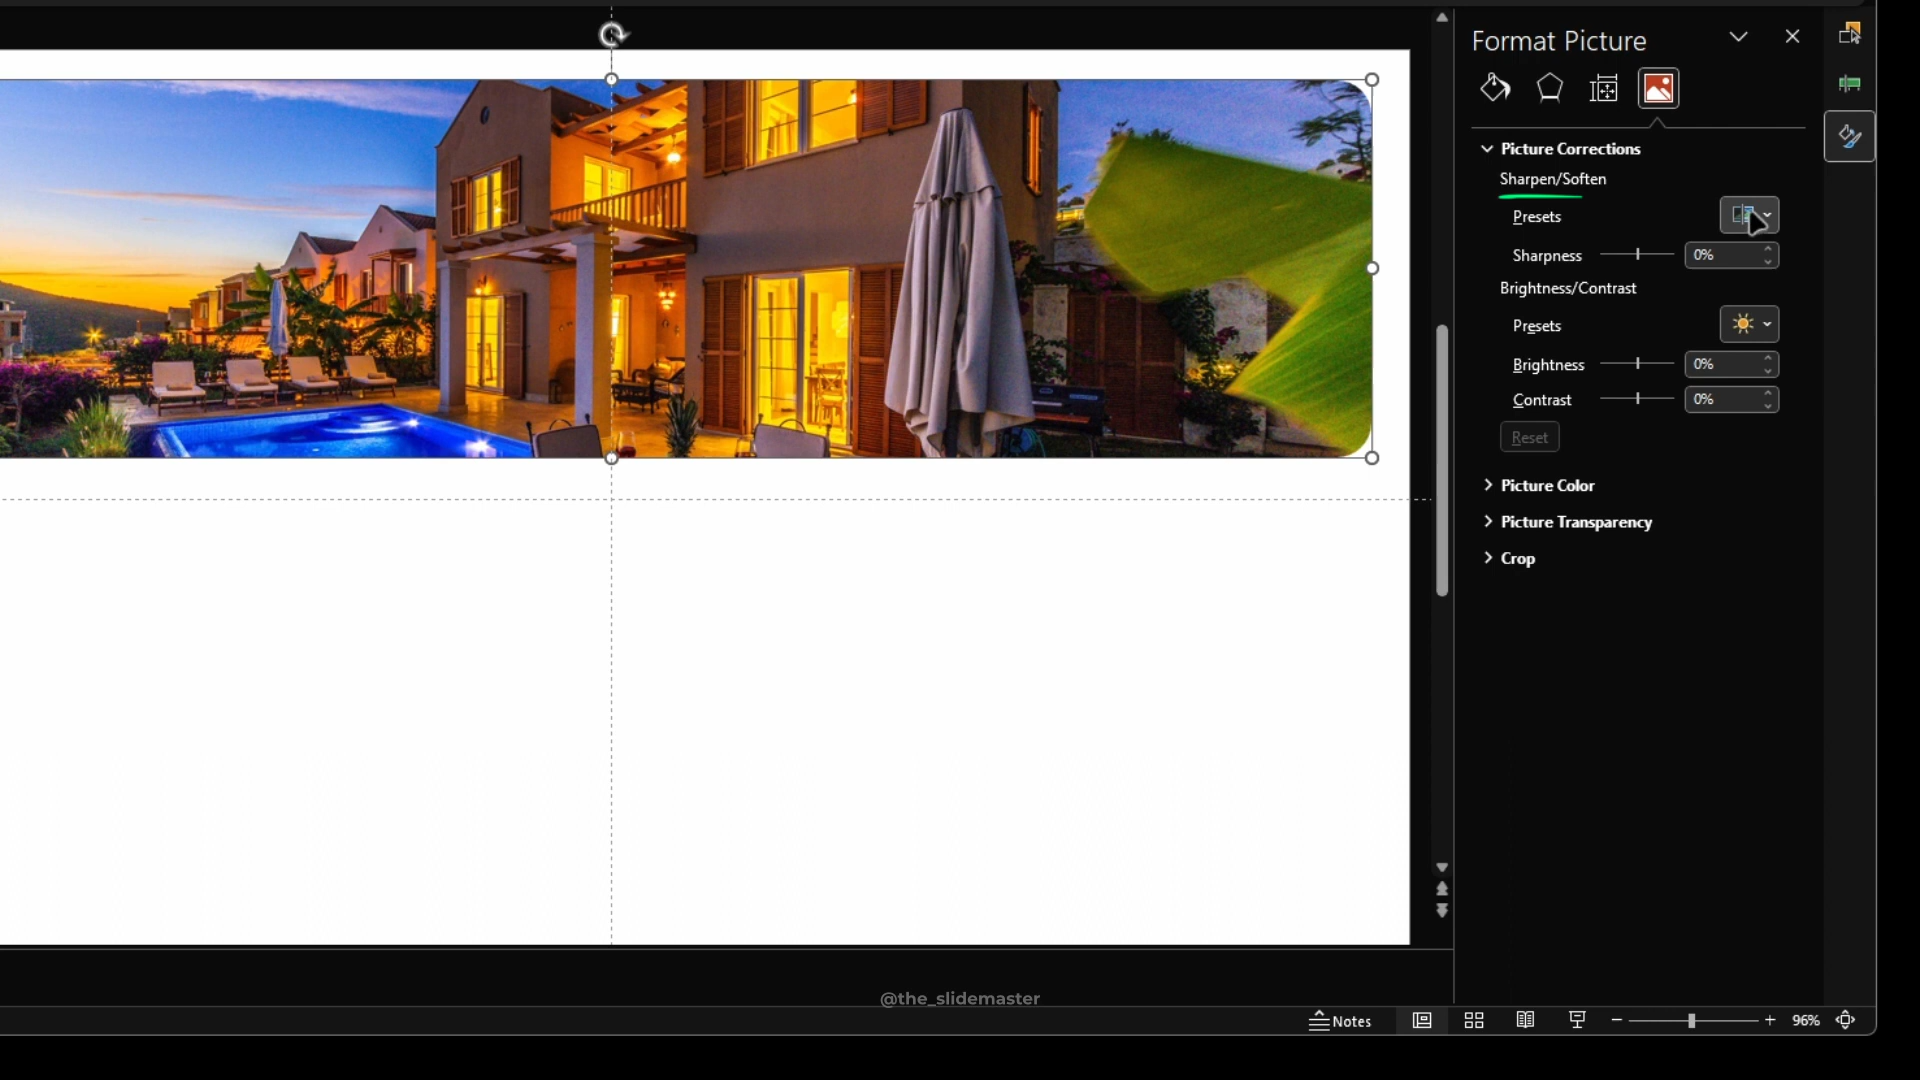 Format Picture
Picture Corrections
Sharpen/Soften
Presets
Sharpness 0%
Brightness/Contrast
Presets
Brightness 0%
Contrast 0%
Reset
Picture Color
Picture Transparency
Crop
@the_slidemaster
Notes 96%